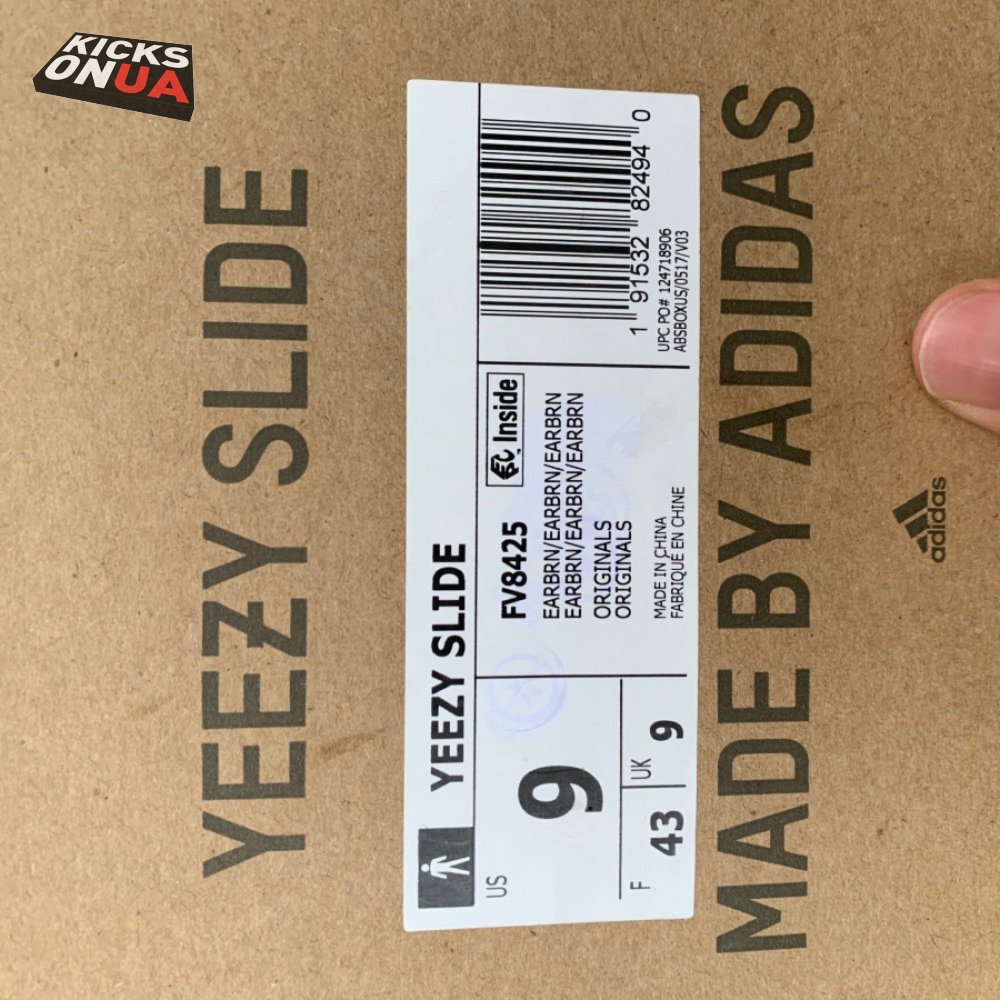 KICKS
ONUA
YEEZY SLIDE
YEEZY SLIDE
US
9
F
43
UK
9
FV8425
EARBRN/EARBRN/EARBRN
EARBRN/EARBRN/EARBRN
ORIGINALS
ORIGINALS
MADE IN CHINA
FABRIQUE EN CHINE
Inside
1 91532 82494 0
UPC PO# 124718906
ABSBOXUS/0517/V03
MADE BY ADIDAS
adidas